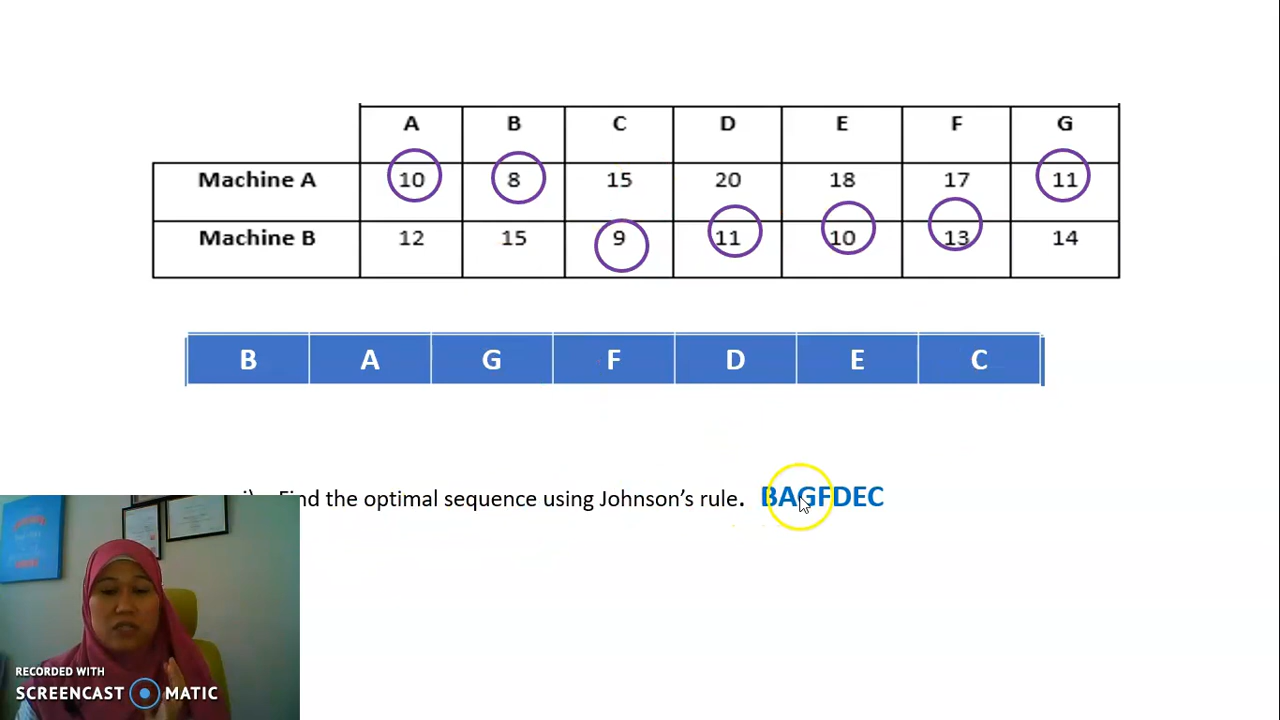 A B C D E F G
Machine A 10 8 15 20 18 17 11
Machine B 12 15 9 11 10 13 14
B A G F D E C
i) Find the optimal sequence using Johnson's rule. BAGFDEC
RECORDED WITH
SCREENCAST MATIC